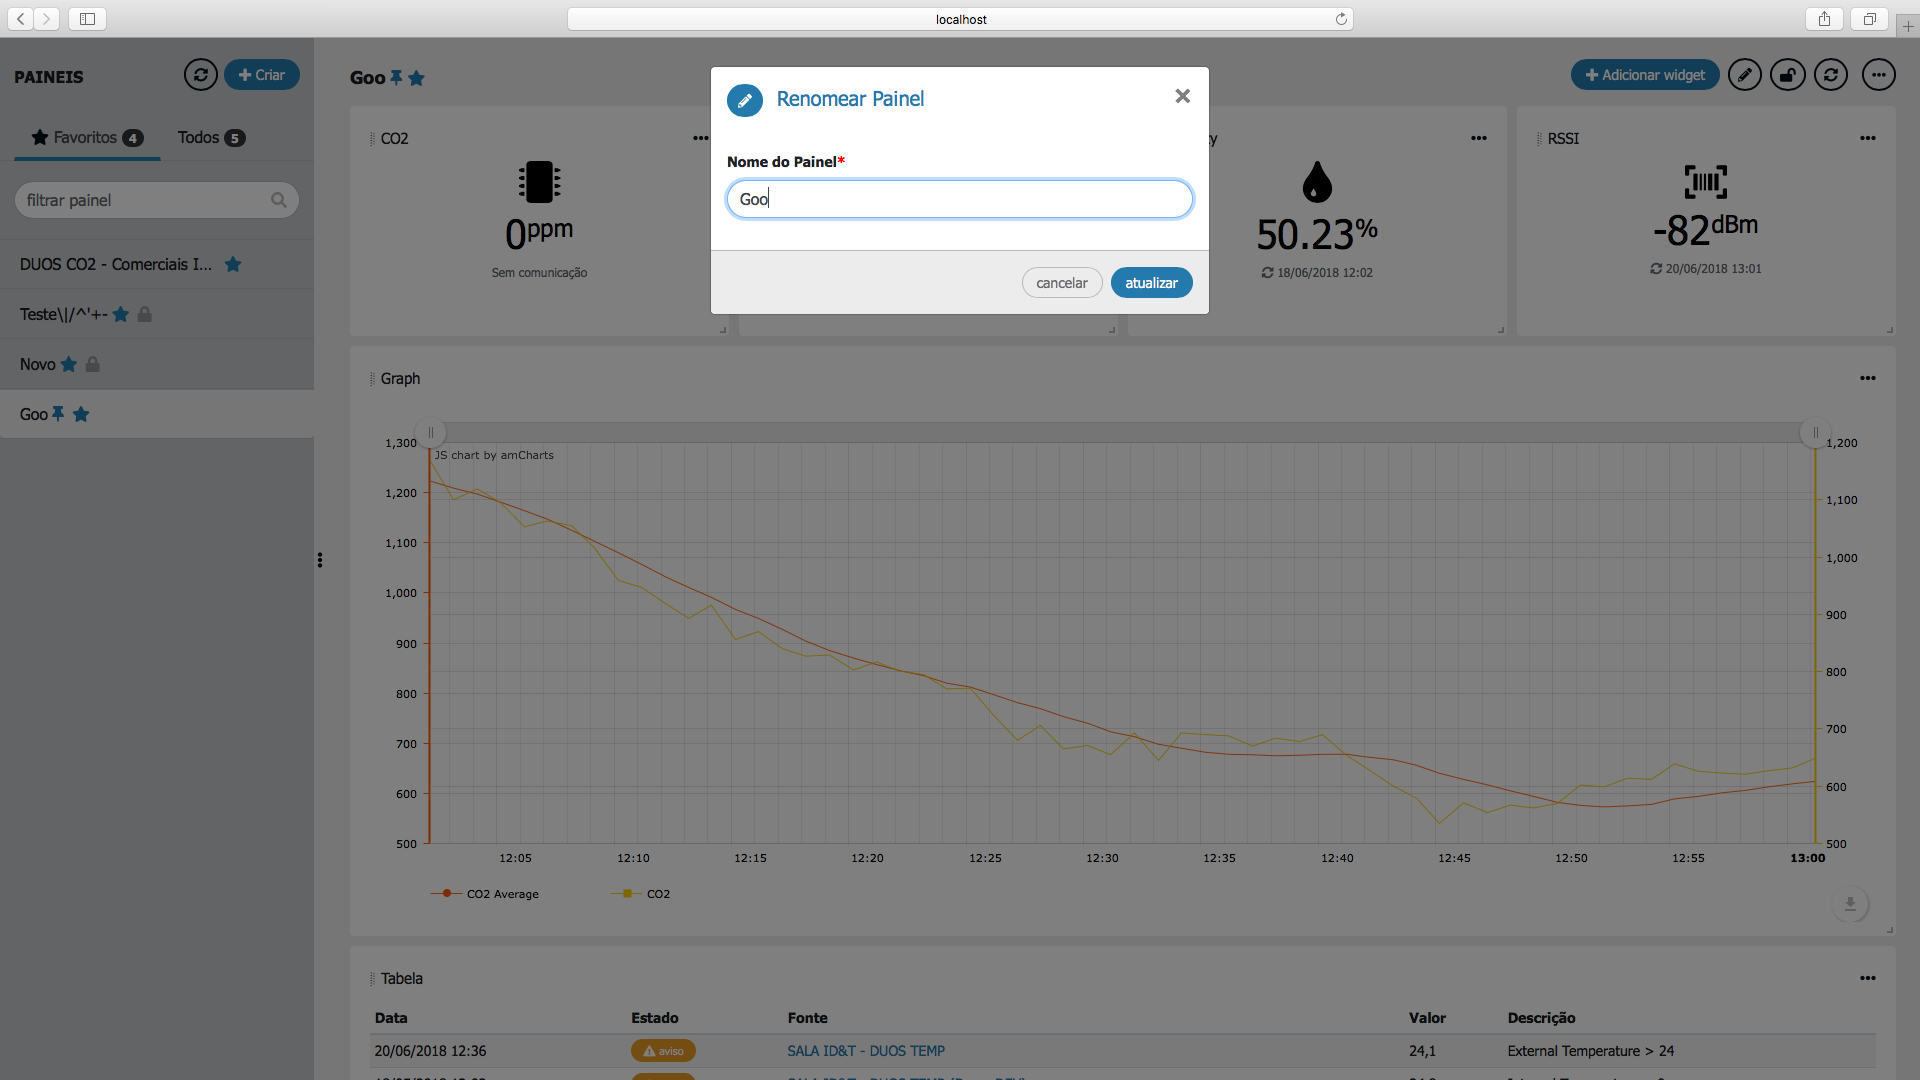 localhost
PAINEIS
Criar
Favoritos 4
Todos 5
filtrar painel
DUOS CO2 - Comerciais I...
Teste\|/^'+-
Novo
Goo
Goo
Adicionar widget
Renomear Painel
Nome do Painel*
Goo
cancelar
atualizar
CO2
0ppm
Sem comunicação
50.23%
18/06/2018 12:02
RSSI
-82dBm
20/06/2018 13:01
Graph
JS chart by amCharts
1,300
1,200
1,100
1,000
900
800
700
600
500
1,200
1,100
1,000
900
800
700
600
500
12:05 12:10 12:15 12:20 12:25 12:30 12:35 12:40 12:45 12:50 12:55 13:00
CO2 Average
CO2
Tabela
Data Estado Fonte Valor Descrição
20/06/2018 12:36 aviso SALA ID&T - DUOS TEMP 24,1 External Temperature > 24